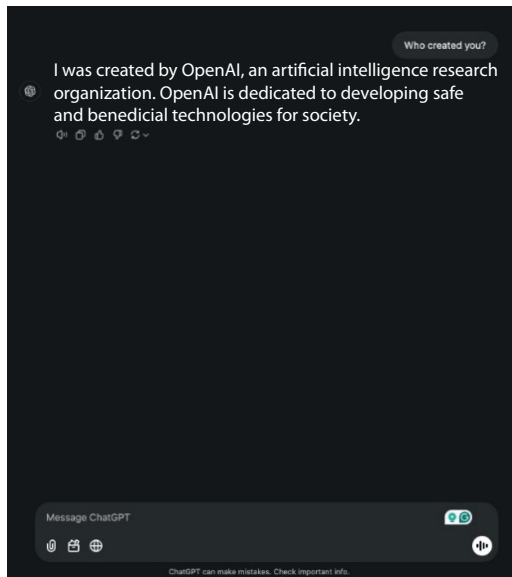 Who created you?
I was created by OpenAI, an artificial intelligence research
organization. OpenAI is dedicated to developing safe
and benedicial technologies for society.
Message ChatGPT
ChatGPT can make mistakes. Check important info.